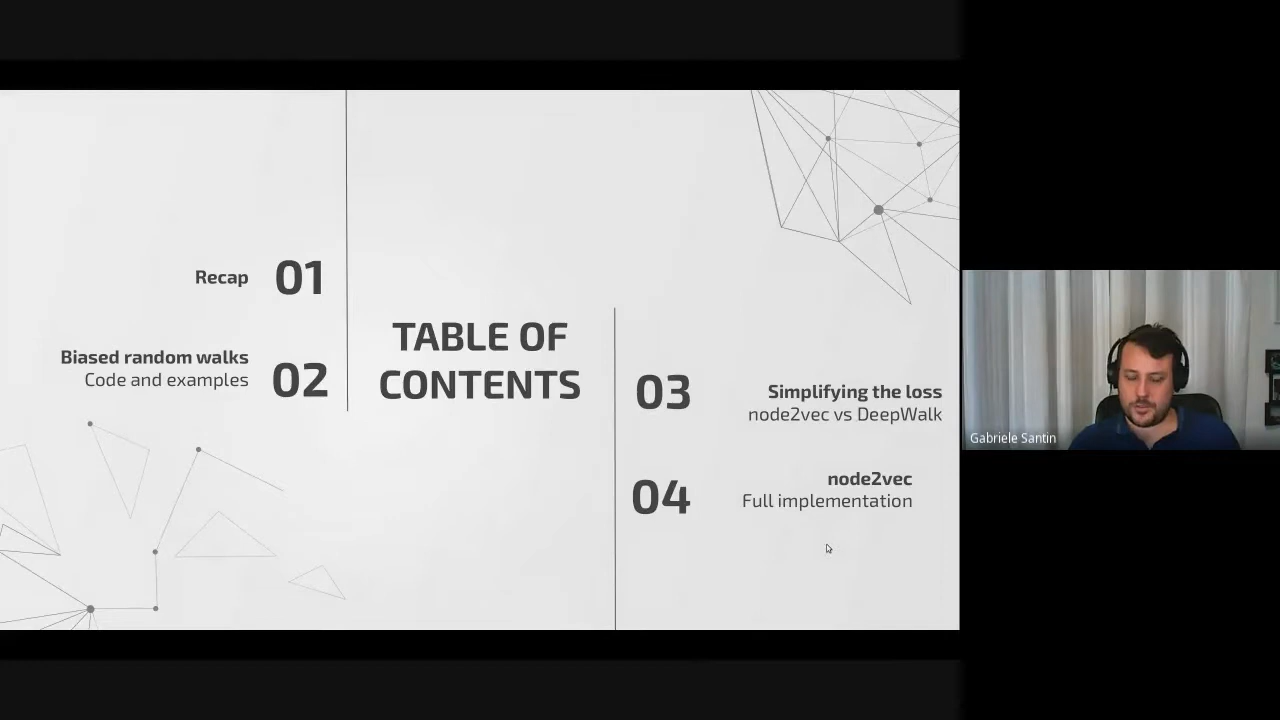 Recap
01
Biased random walks
Code and examples
02
TABLE OF
CONTENTS
03
Simplifying the loss
node2vec vs DeepWalk
04
node2vec
Full implementation
Gabriele Santin